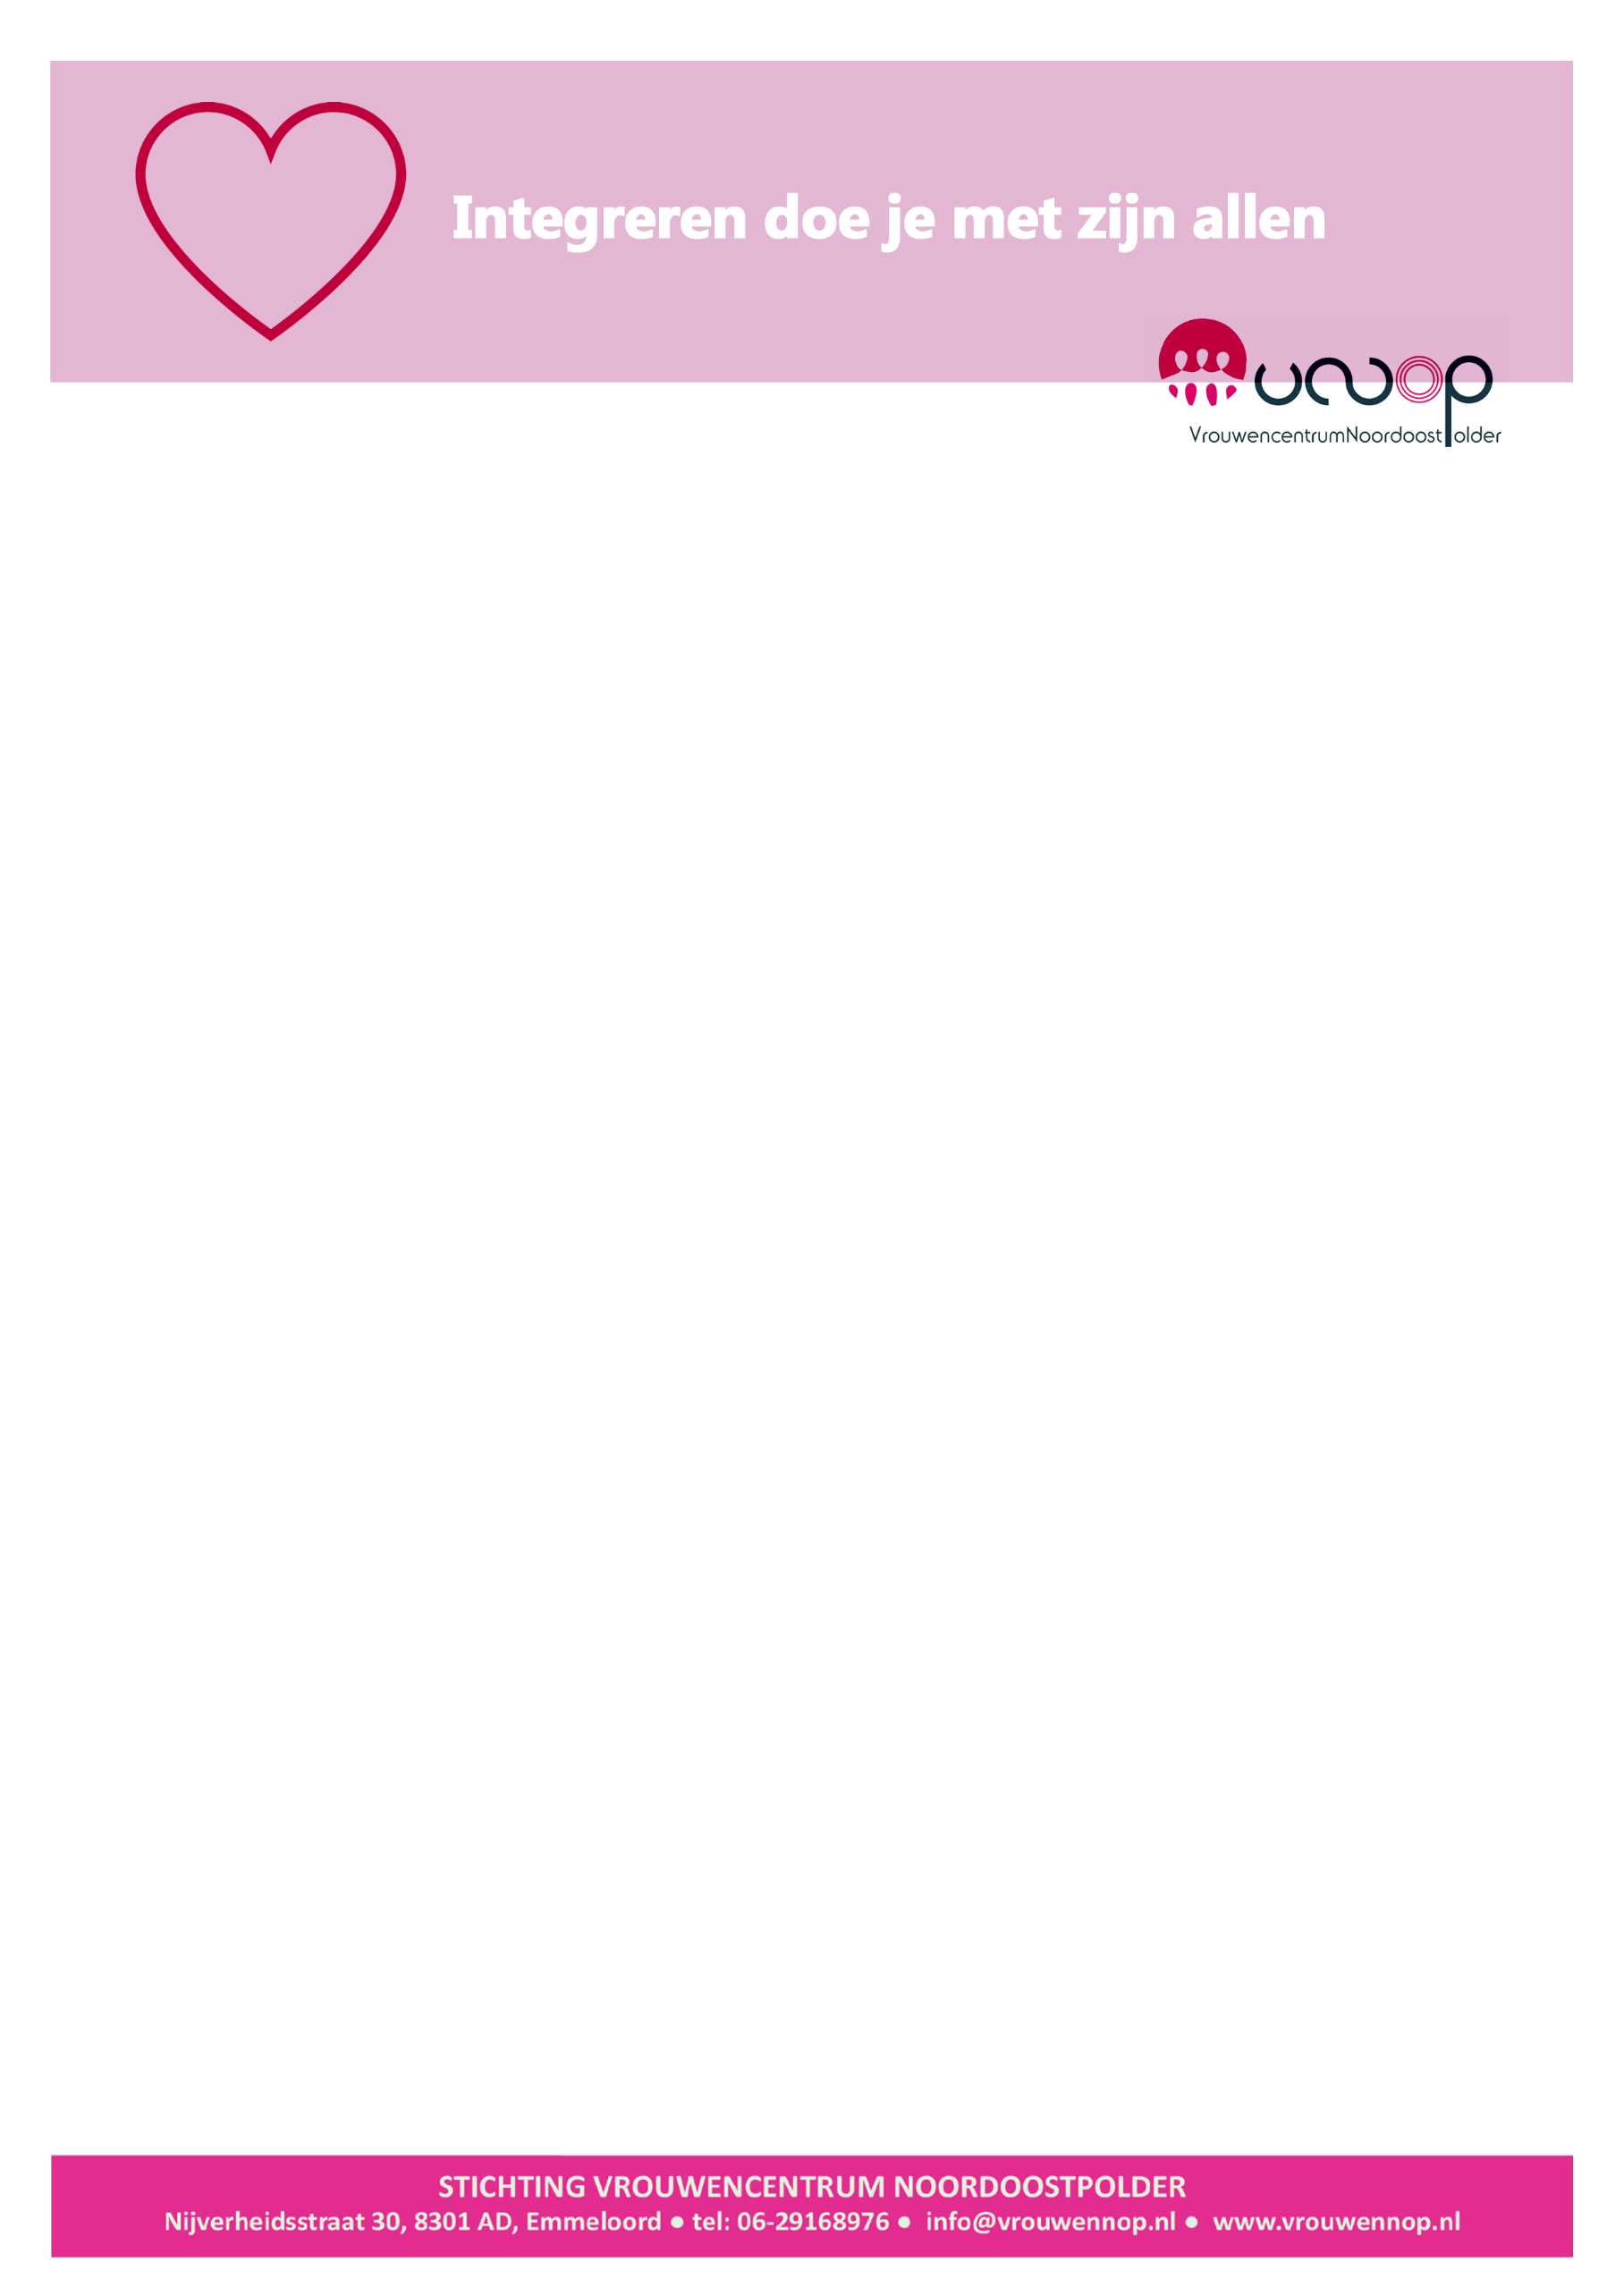 Integreren doe je met zijn allen
vcnop
VrouwencentrumNoordoostpolder
STICHTING VROUWENCENTRUM NOORDOOSTPOLDER
Nijverheidsstraat 30, 8301 AD, Emmeloord • tel: 06-29168976 • info@vrouwennop.nl • www.vrouwennop.nl